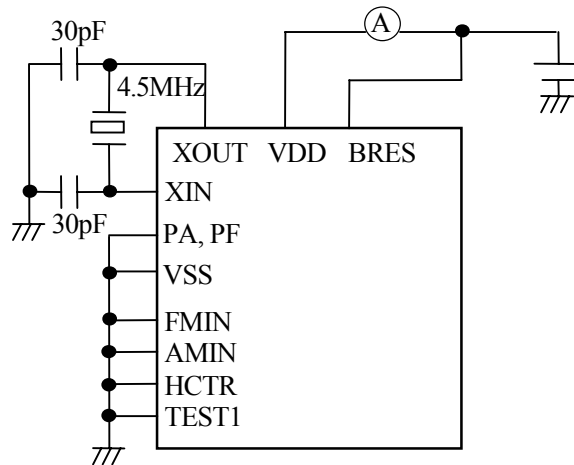 30pF
A
4.5MHz
XOUT VDD BRES
XIN
30pF
PA, PF
VSS
FMIN
AMIN
HCTR
TEST1